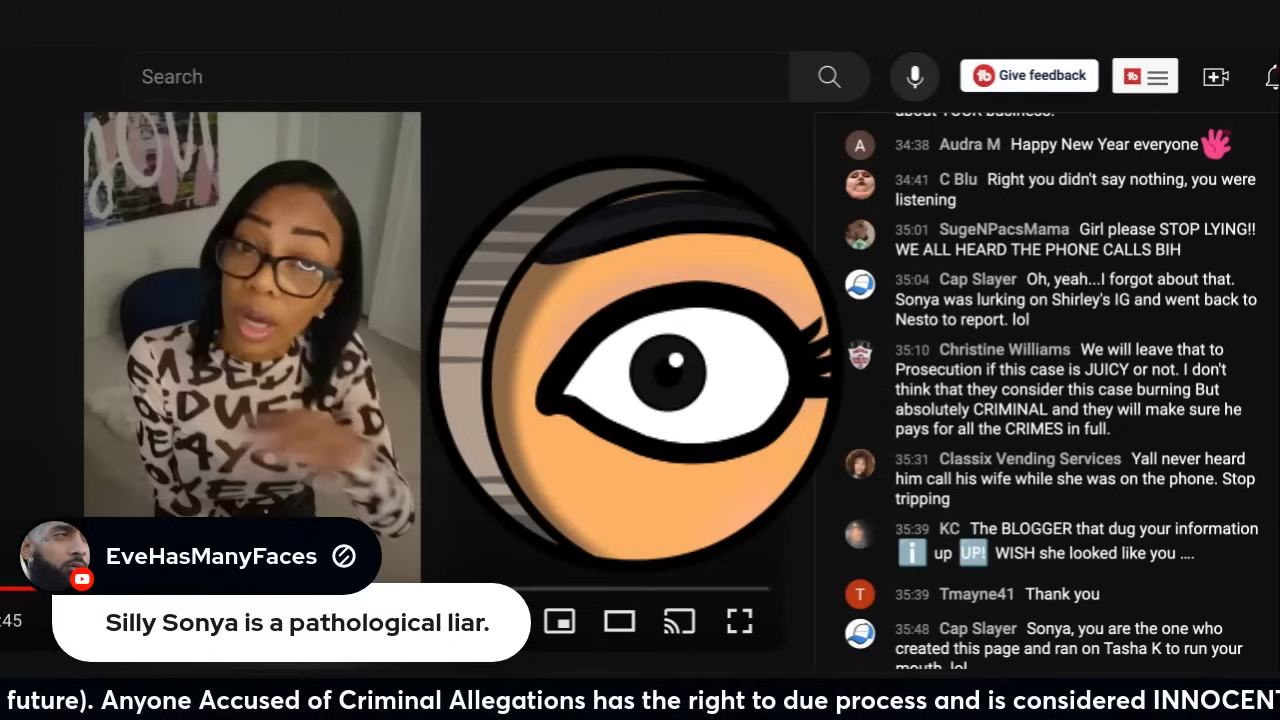 Search
Give feedback
about YOUR business.
34:38 Audra M Happy New Year everyone
34:41 C Blu Right you didn't say nothing, you were
listening
35:01 SugeNPacsMama Girl please STOP LYING!!
WE ALL HEARD THE PHONE CALLS BIH
35:04 Cap Slayer Oh, yeah...I forgot about that.
Sonya was lurking on Shirley's IG and went back to
Nesto to report. lol
35:10 Christine Williams We will leave that to
Prosecution if this case is JUICY or not. I don't
think that they consider this case burning But
absolutely CRIMINAL and they will make sure he
pays for all the CRIMES in full.
35:31 Classix Vending Services Yall never heard
him call his wife while she was on the phone. Stop
tripping
35:39 KC The BLOGGER that dug your information
i up UP! WISH she looked like you ....
35:39 Tmayne41 Thank you
35:48 Cap Slayer Sonya, you are the one who
created this page and ran on Tasha K to run your
mouth. lol
EveHasManyFaces
Silly Sonya is a pathological liar.
:45
future). Anyone Accused of Criminal Allegations has the right to due process and is considered INNOCENT